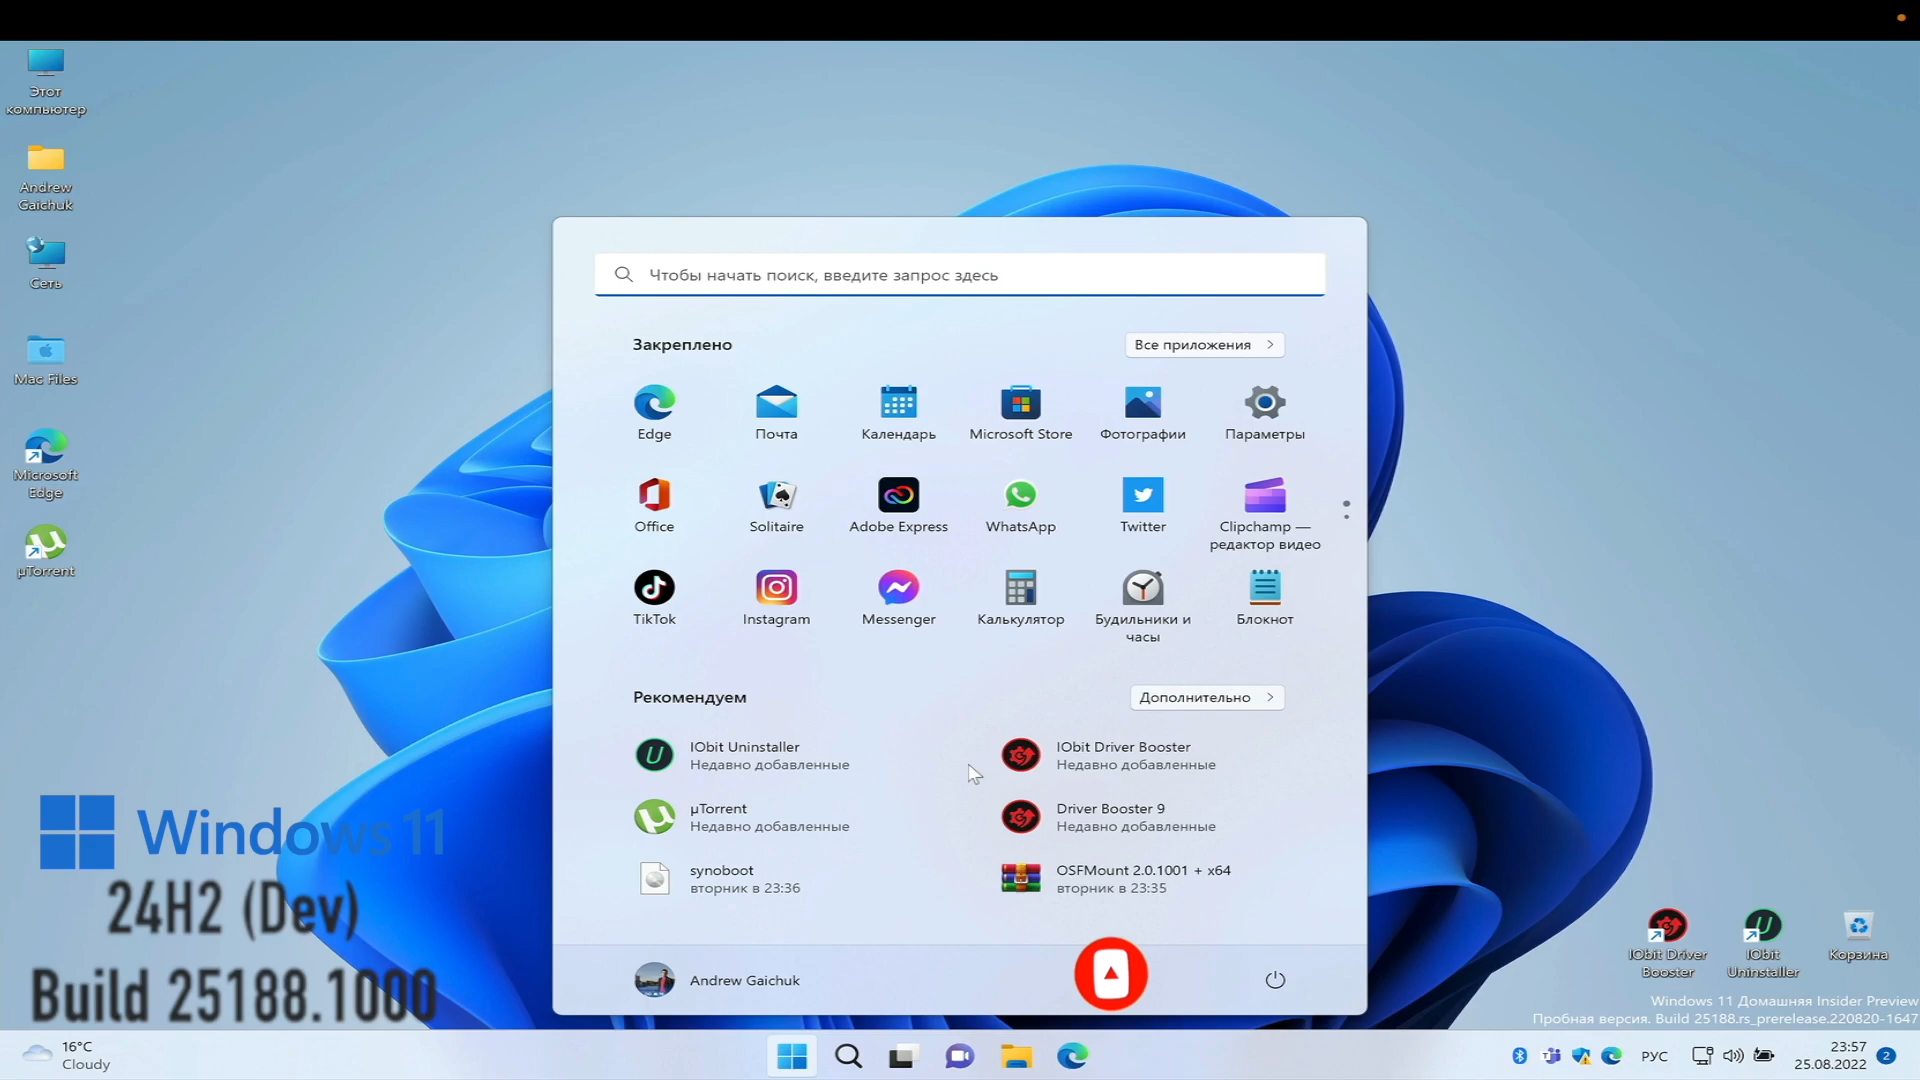 Этот
компьютер
Andrew
Gaichuk
Сеть
Mac Files
Microsoft
Edge
µTorrent
Чтобы начать поиск, введите запрос здесь
Закреплено
Все приложения
Edge
Почта
Календарь
Microsoft Store
Фотографии
Параметры
Office
Solitaire
Adobe Express
WhatsApp
Twitter
Clipchamp —
редактор видео
TikTok
Instagram
Messenger
Калькулятор
Будильники и
часы
Блокнот
Рекомендуем
Дополнительно
IObit Uninstaller
Недавно добавленные
IObit Driver Booster
Недавно добавленные
µTorrent
Недавно добавленные
Driver Booster 9
Недавно добавленные
synoboot
вторник в 23:36
OSFMount 2.0.1001 + x64
вторник в 23:35
Andrew Gaichuk
Windows 11
24H2 (Dev)
Build 25188.1000
IObit Driver
Booster
IObit
Uninstaller
Корзина
Windows 11 Домашняя Insider Preview
Пробная версия. Build 25188.rs_prerelease.220820-1647
16°C
Cloudy
РУС
23:57
25.08.2022
2